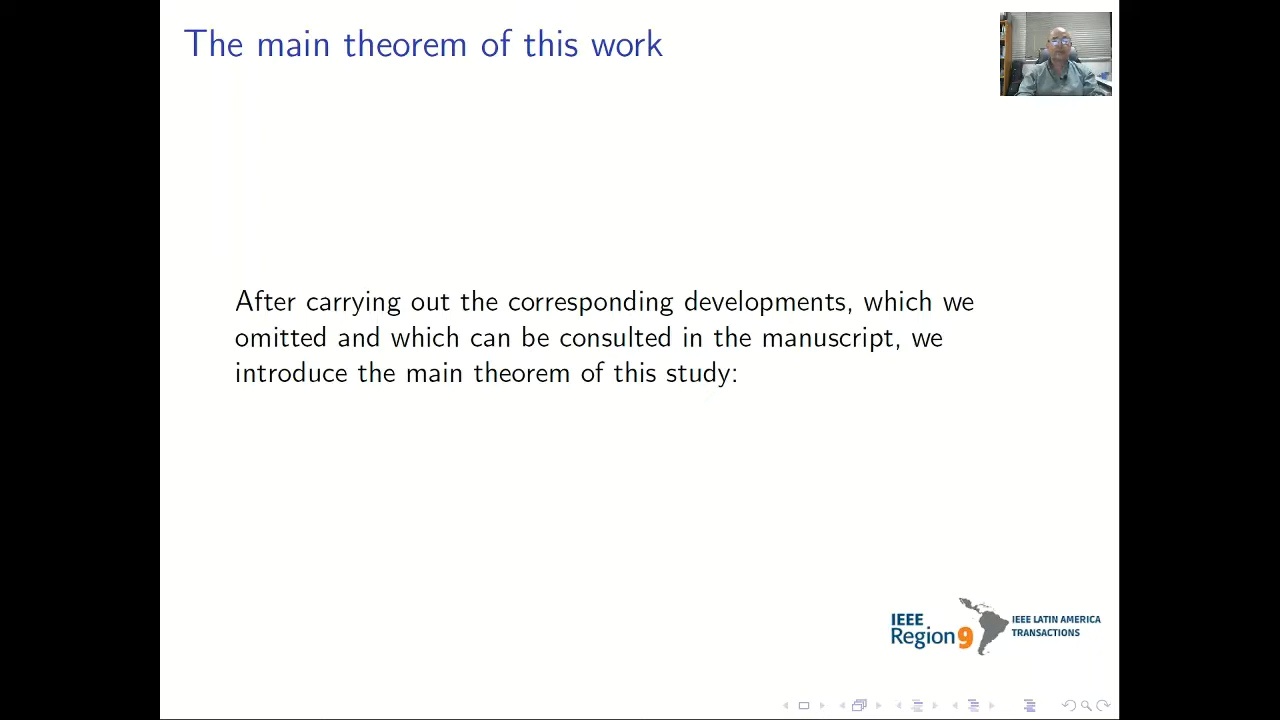 The main theorem of this work
After carrying out the corresponding developments, which we
omitted and which can be consulted in the manuscript, we
introduce the main theorem of this study:
IEEE
Region 9
IEEE LATIN AMERICA
TRANSACTIONS